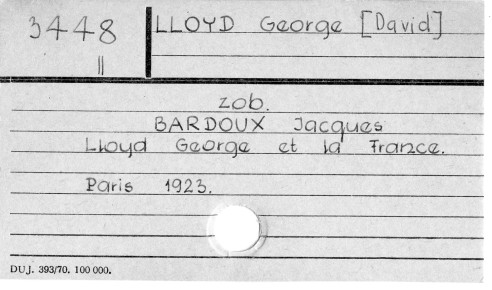 3448 LLOYD George [David]
||
zob.
BARDOUX Jacques
Lloyd George et la France.
Paris 1923.
DUJ. 393/70. 100 000.